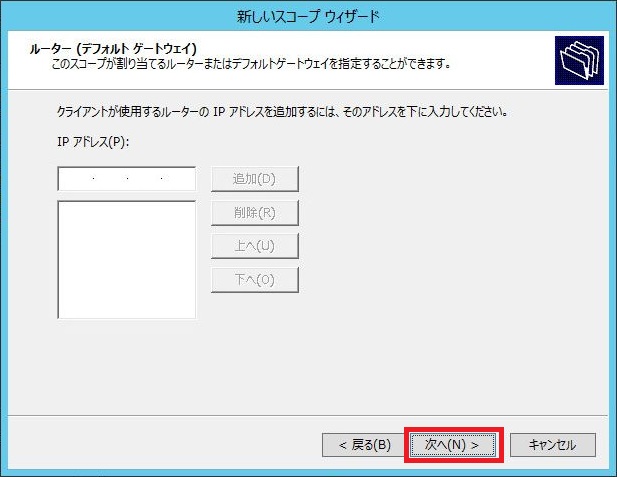 新しいスコープ ウィザード
ルーター (デフォルト ゲートウェイ)
このスコープが割り当てるルーターまたはデフォルトゲートウェイを指定することができます。
クライアントが使用するルーターの IP アドレスを追加するには、そのアドレスを下に入力してください。
IP アドレス(P):
. . .
追加(D)
削除(R)
上へ(U)
下へ(O)
< 戻る(B)
次へ(N) >
キャンセル